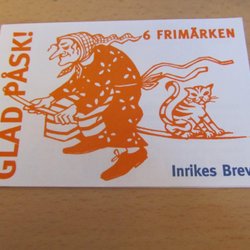 GLAD PÅSK!
6 FRIMÄRKEN
Inrikes Brev